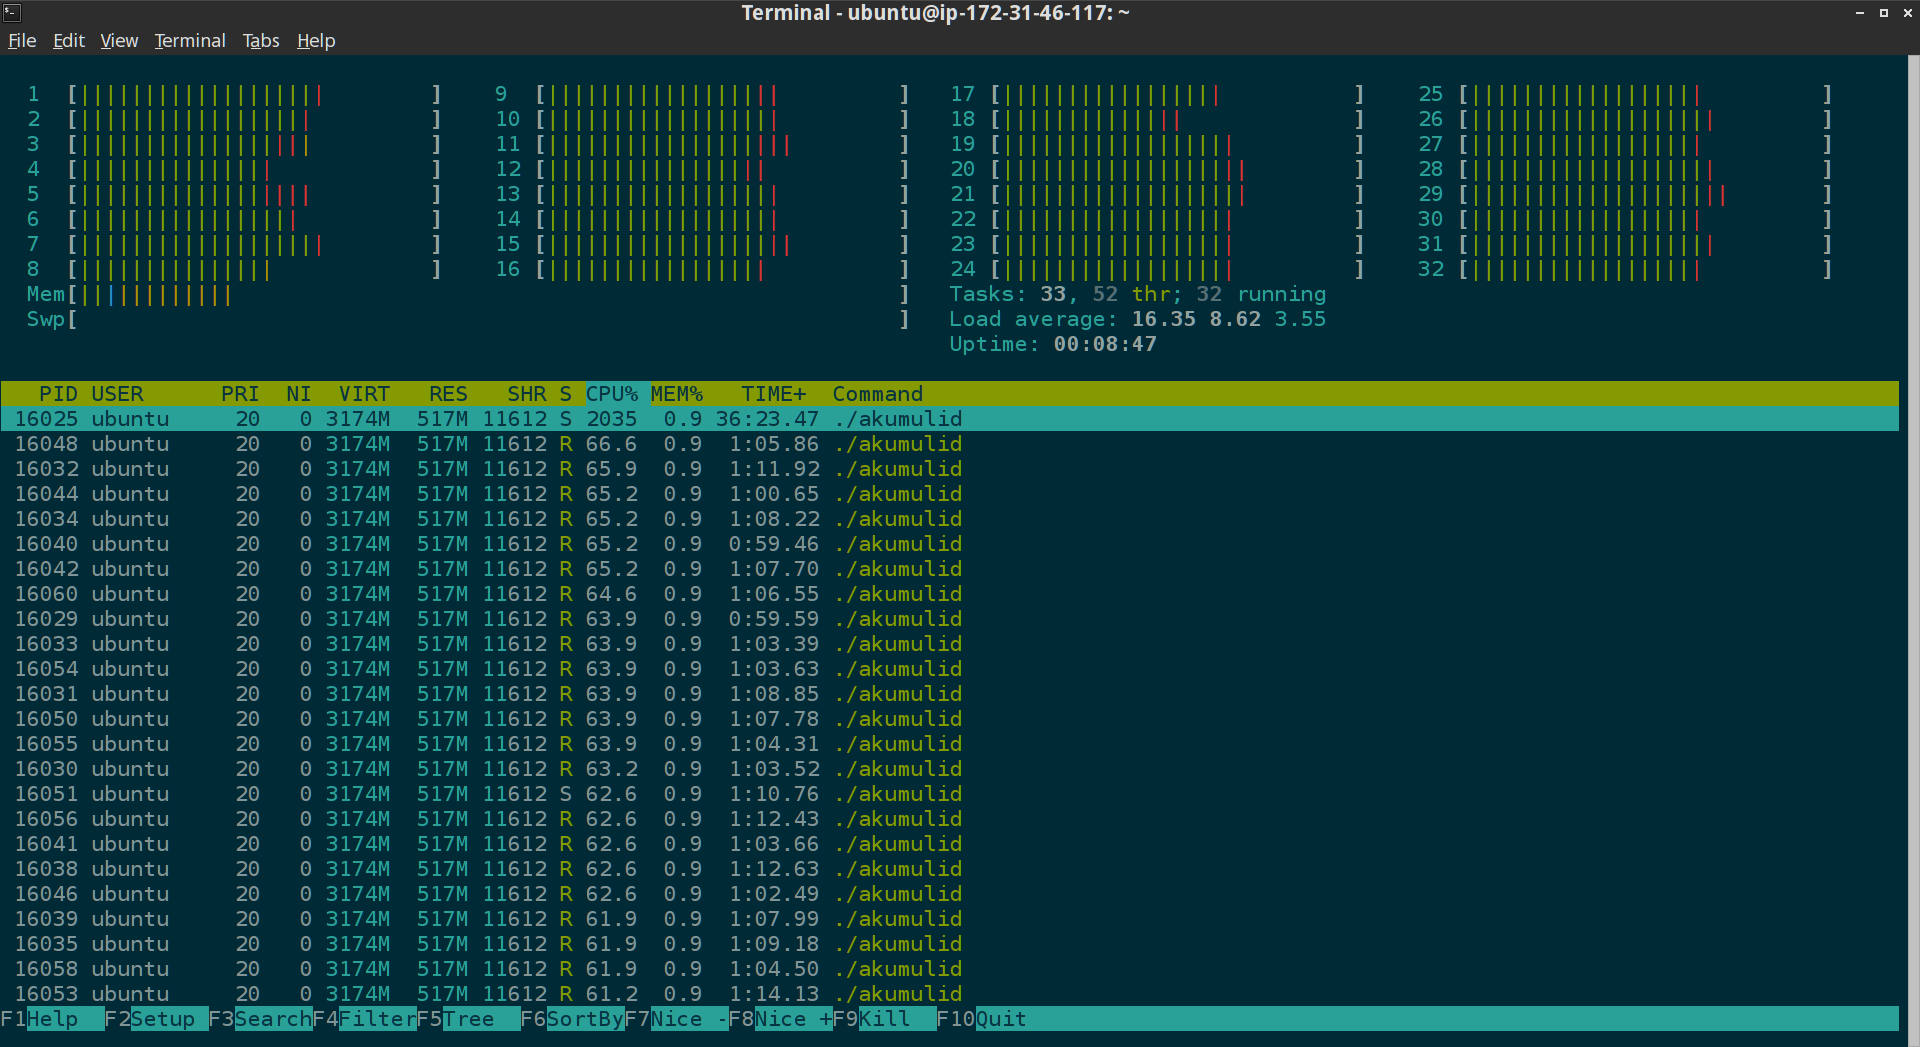 Terminal - ubuntu@ip-172-31-46-117: ~
File Edit View Terminal Tabs Help
1 [|||||||||||||||||||] 9 [||||||||||||||||||] 17 [|||||||||||||||||] 25 [||||||||||||||||||]
2 [||||||||||||||||||] 10 [||||||||||||||||||] 18 [||||||||||||||] 26 [|||||||||||||||||||]
3 [||||||||||||||||||] 11 [|||||||||||||||||||] 19 [||||||||||||||||||] 27 [||||||||||||||||||]
4 [|||||||||||||||] 12 [|||||||||||||||||] 20 [|||||||||||||||||||] 28 [|||||||||||||||||||]
5 [||||||||||||||||||] 13 [||||||||||||||||||] 21 [|||||||||||||||||||] 29 [||||||||||||||||||||]
6 [|||||||||||||||||] 14 [||||||||||||||||||] 22 [||||||||||||||||||] 30 [||||||||||||||||||]
7 [|||||||||||||||||||] 15 [|||||||||||||||||||] 23 [||||||||||||||||||] 31 [|||||||||||||||||||]
8 [|||||||||||||||] 16 [|||||||||||||||||] 24 [||||||||||||||||||] 32 [||||||||||||||||||]
Mem[||||||||||||] Tasks: 33, 52 thr; 32 running
Swp[] Load average: 16.35 8.62 3.55
Uptime: 00:08:47
PID USER PRI NI VIRT RES SHR S CPU% MEM% TIME+ Command
16025 ubuntu 20 0 3174M 517M 11612 S 2035 0.9 36:23.47 ./akumulid
16048 ubuntu 20 0 3174M 517M 11612 R 66.6 0.9 1:05.86 ./akumulid
16032 ubuntu 20 0 3174M 517M 11612 R 65.9 0.9 1:11.92 ./akumulid
16044 ubuntu 20 0 3174M 517M 11612 R 65.2 0.9 1:00.65 ./akumulid
16034 ubuntu 20 0 3174M 517M 11612 R 65.2 0.9 1:08.22 ./akumulid
16040 ubuntu 20 0 3174M 517M 11612 R 65.2 0.9 0:59.46 ./akumulid
16042 ubuntu 20 0 3174M 517M 11612 R 65.2 0.9 1:07.70 ./akumulid
16060 ubuntu 20 0 3174M 517M 11612 R 64.6 0.9 1:06.55 ./akumulid
16029 ubuntu 20 0 3174M 517M 11612 R 63.9 0.9 0:59.59 ./akumulid
16033 ubuntu 20 0 3174M 517M 11612 R 63.9 0.9 1:03.39 ./akumulid
16054 ubuntu 20 0 3174M 517M 11612 R 63.9 0.9 1:03.63 ./akumulid
16031 ubuntu 20 0 3174M 517M 11612 R 63.9 0.9 1:08.85 ./akumulid
16050 ubuntu 20 0 3174M 517M 11612 R 63.9 0.9 1:07.78 ./akumulid
16055 ubuntu 20 0 3174M 517M 11612 R 63.9 0.9 1:04.31 ./akumulid
16030 ubuntu 20 0 3174M 517M 11612 R 63.2 0.9 1:03.52 ./akumulid
16051 ubuntu 20 0 3174M 517M 11612 S 62.6 0.9 1:10.76 ./akumulid
16056 ubuntu 20 0 3174M 517M 11612 R 62.6 0.9 1:12.43 ./akumulid
16041 ubuntu 20 0 3174M 517M 11612 R 62.6 0.9 1:03.66 ./akumulid
16038 ubuntu 20 0 3174M 517M 11612 R 62.6 0.9 1:12.63 ./akumulid
16046 ubuntu 20 0 3174M 517M 11612 R 62.6 0.9 1:02.49 ./akumulid
16039 ubuntu 20 0 3174M 517M 11612 R 61.9 0.9 1:07.99 ./akumulid
16035 ubuntu 20 0 3174M 517M 11612 R 61.9 0.9 1:09.18 ./akumulid
16058 ubuntu 20 0 3174M 517M 11612 R 61.9 0.9 1:04.50 ./akumulid
16053 ubuntu 20 0 3174M 517M 11612 R 61.2 0.9 1:14.13 ./akumulid
F1Help F2Setup F3SearchF4FilterF5Tree F6SortByF7Nice -F8Nice +F9Kill F10Quit